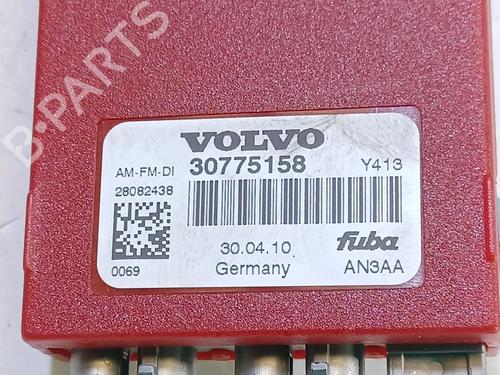 B-PARTS
VOLVO
AM-FM-DI 30775158 Y413
28082438
30.04.10 fuba
0069 Germany AN3AA